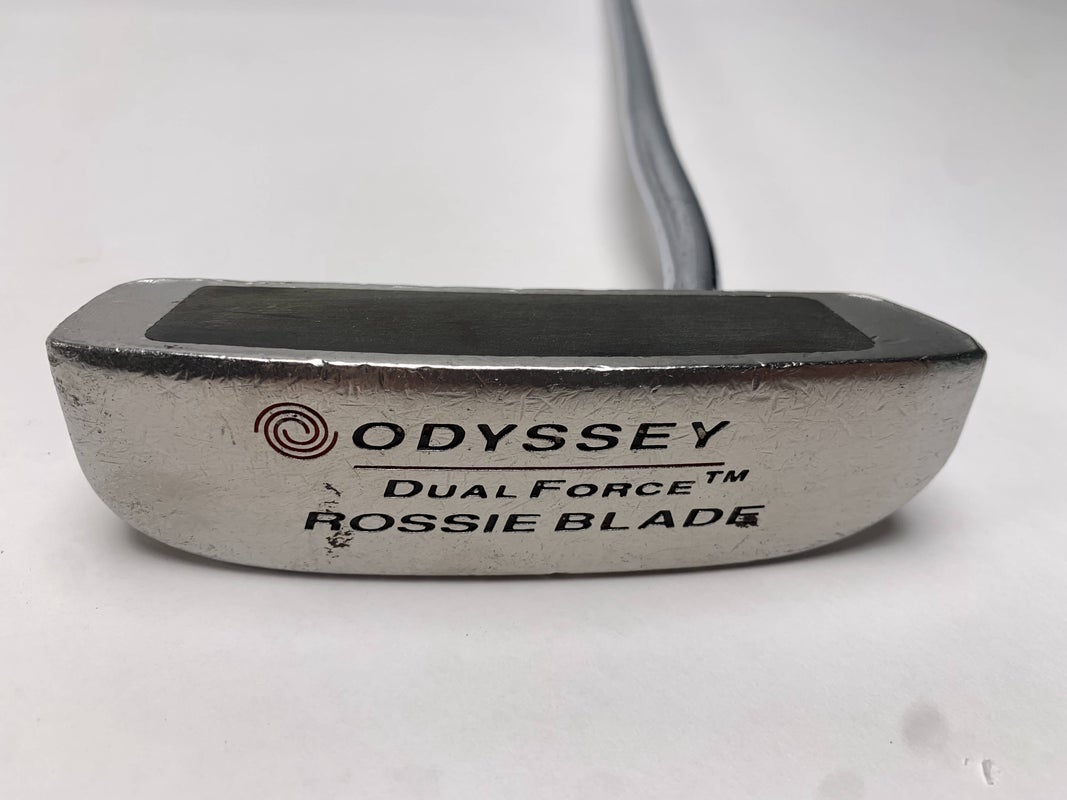 ODYSSEY
DUAL FORCE™
ROSSIE BLADE